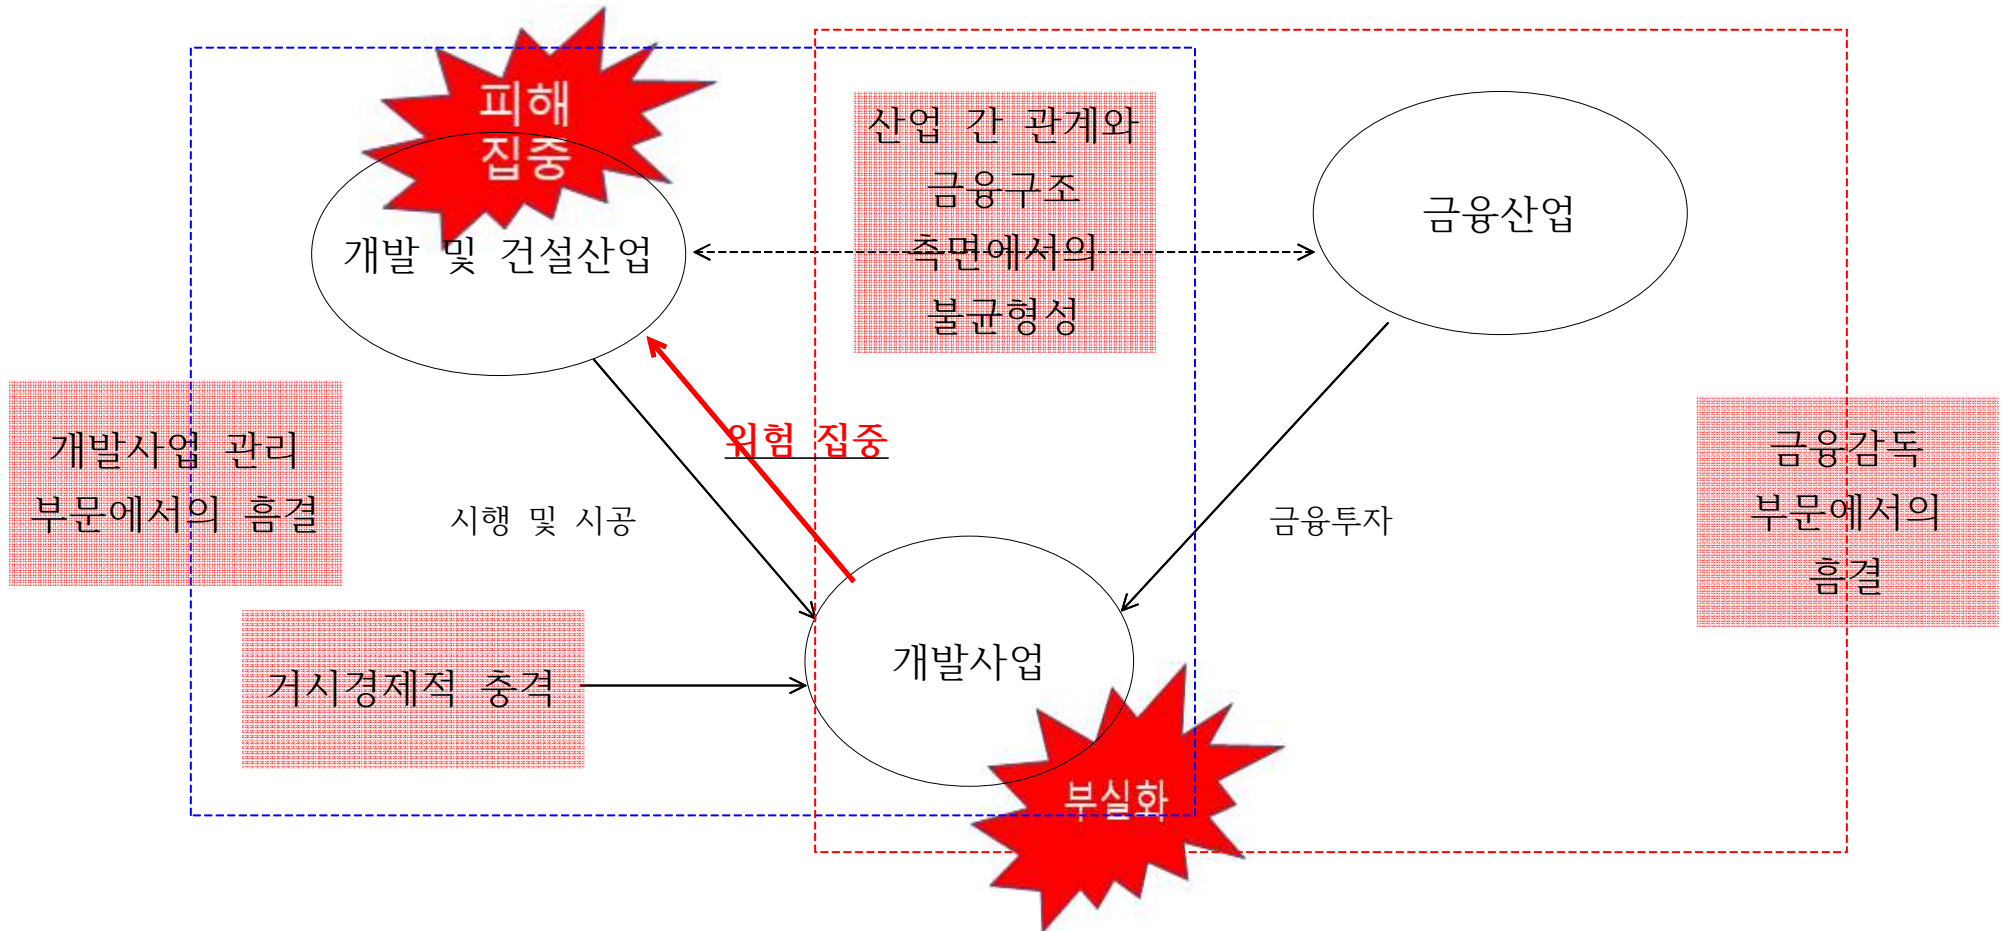 피해
집중
개발 및 건설산업
산업 간 관계와
금융구조
측면에서의
불균형성
금융산업
개발사업 관리
부문에서의 흠결
위험 집중
시행 및 시공
금융투자
금융감독
부문에서의
흠결
거시경제적 충격
개발사업
부실화